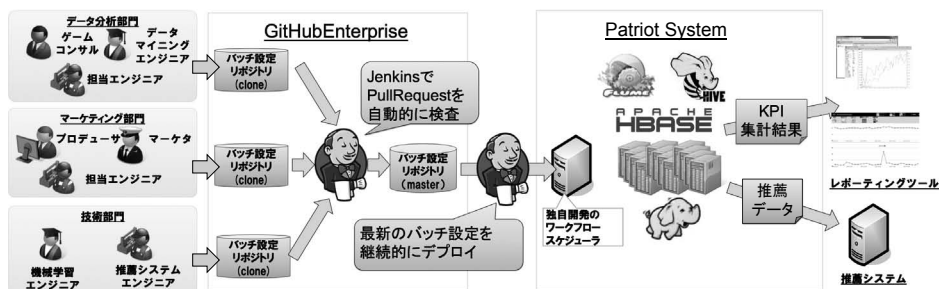 データ分析部門
ゲーム
コンサル
データ
マイニング
エンジニア
担当エンジニア
マーケティング部門
プロデューサ
マーケタ
担当エンジニア
技術部門
機械学習
エンジニア
推薦システム
エンジニア
GitHubEnterprise
バッチ設定
リポジトリ
(clone)
バッチ設定
リポジトリ
(clone)
バッチ設定
リポジトリ
(clone)
Jenkinsで
PullRequestを
自動的に検査
バッチ設定
リポジトリ
(master)
最新のバッチ設定を
継続的にデプロイ
Patriot System
独自開発の
ワークフロー
スケジューラ
HIVE
APACHE
HBASE
KPI
集計結果
推薦
データ
レポーティングツール
推薦システム